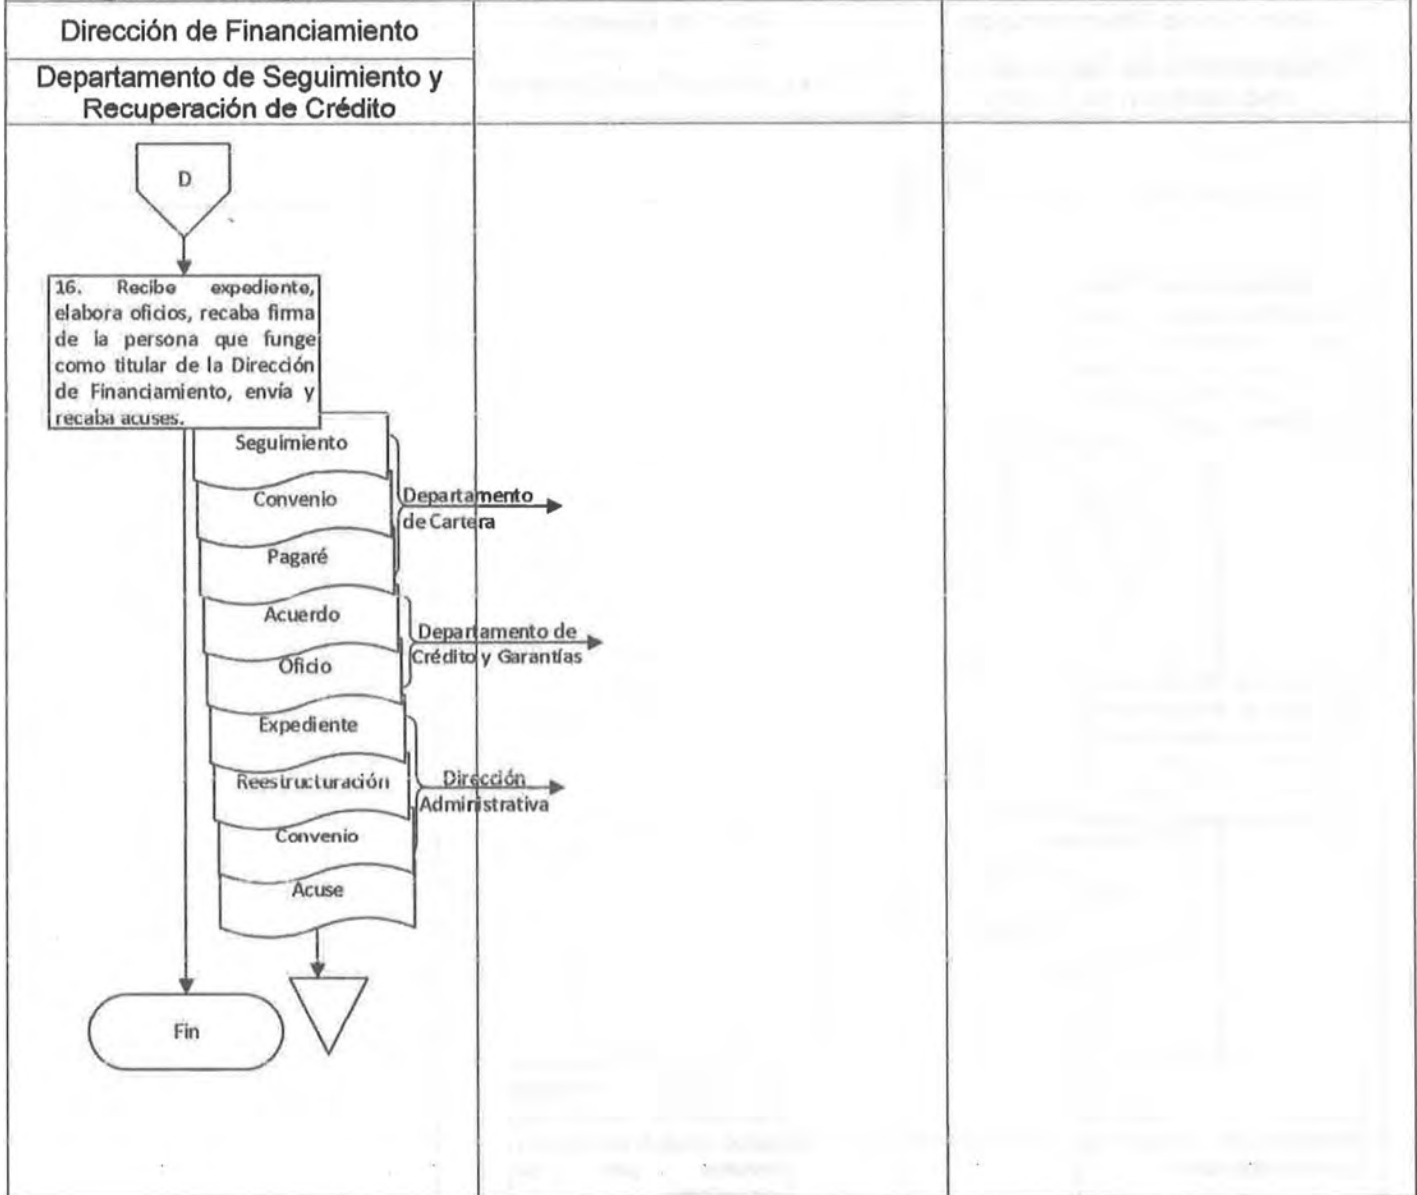 Dirección de Financiamiento
Departamento de Seguimiento y
Recuperación de Crédito
D
16. Recibe expediente,
elabora oficios, recaba firma
de la persona que funge
como titular de la Dirección
de Financiamiento, envía y
recaba acuses.
Seguimiento
Convenio
Departamento
de Cartera
Pagaré
Acuerdo
Departamento de
Crédito y Garantías
Oficio
Expediente
Reestructuración
Dirección
Administrativa
Convenio
Acuse
Fin